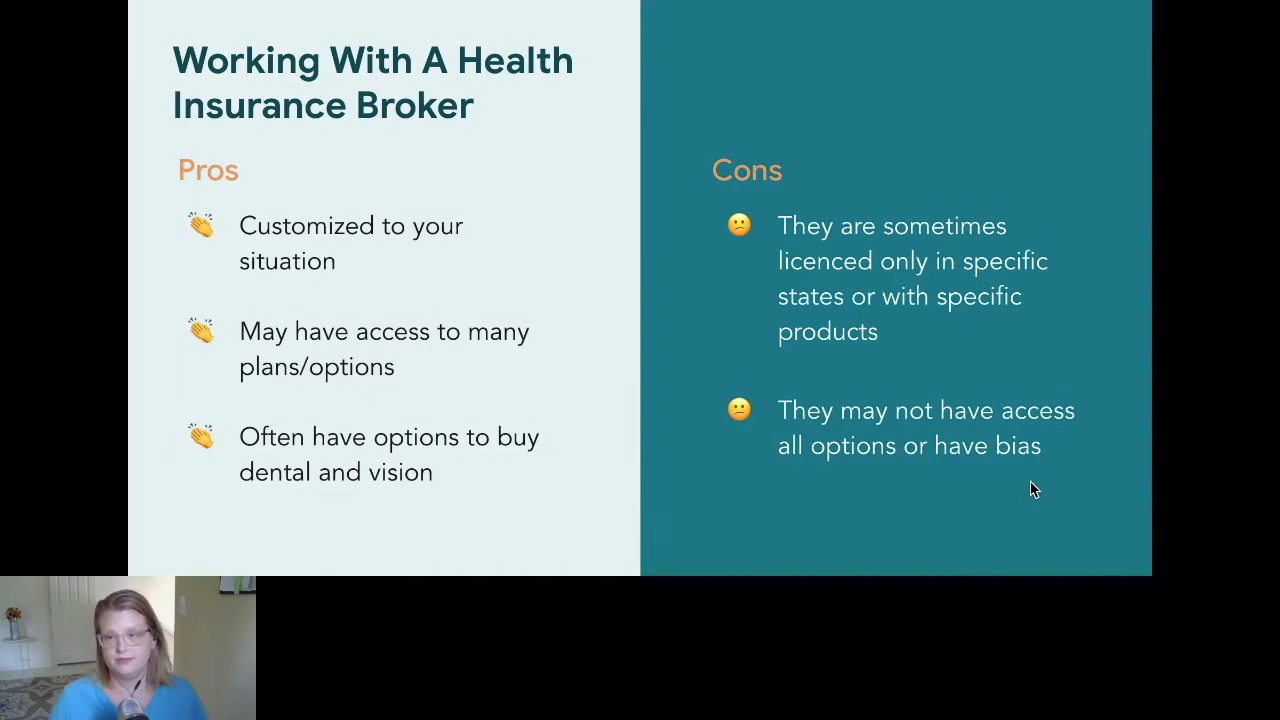 Working With A Health
Insurance Broker
Pros
👏 Customized to your
situation
👏 May have access to many
plans/options
👏 Often have options to buy
dental and vision
Cons
😕 They are sometimes
licenced only in specific
states or with specific
products
😕 They may not have access
all options or have bias